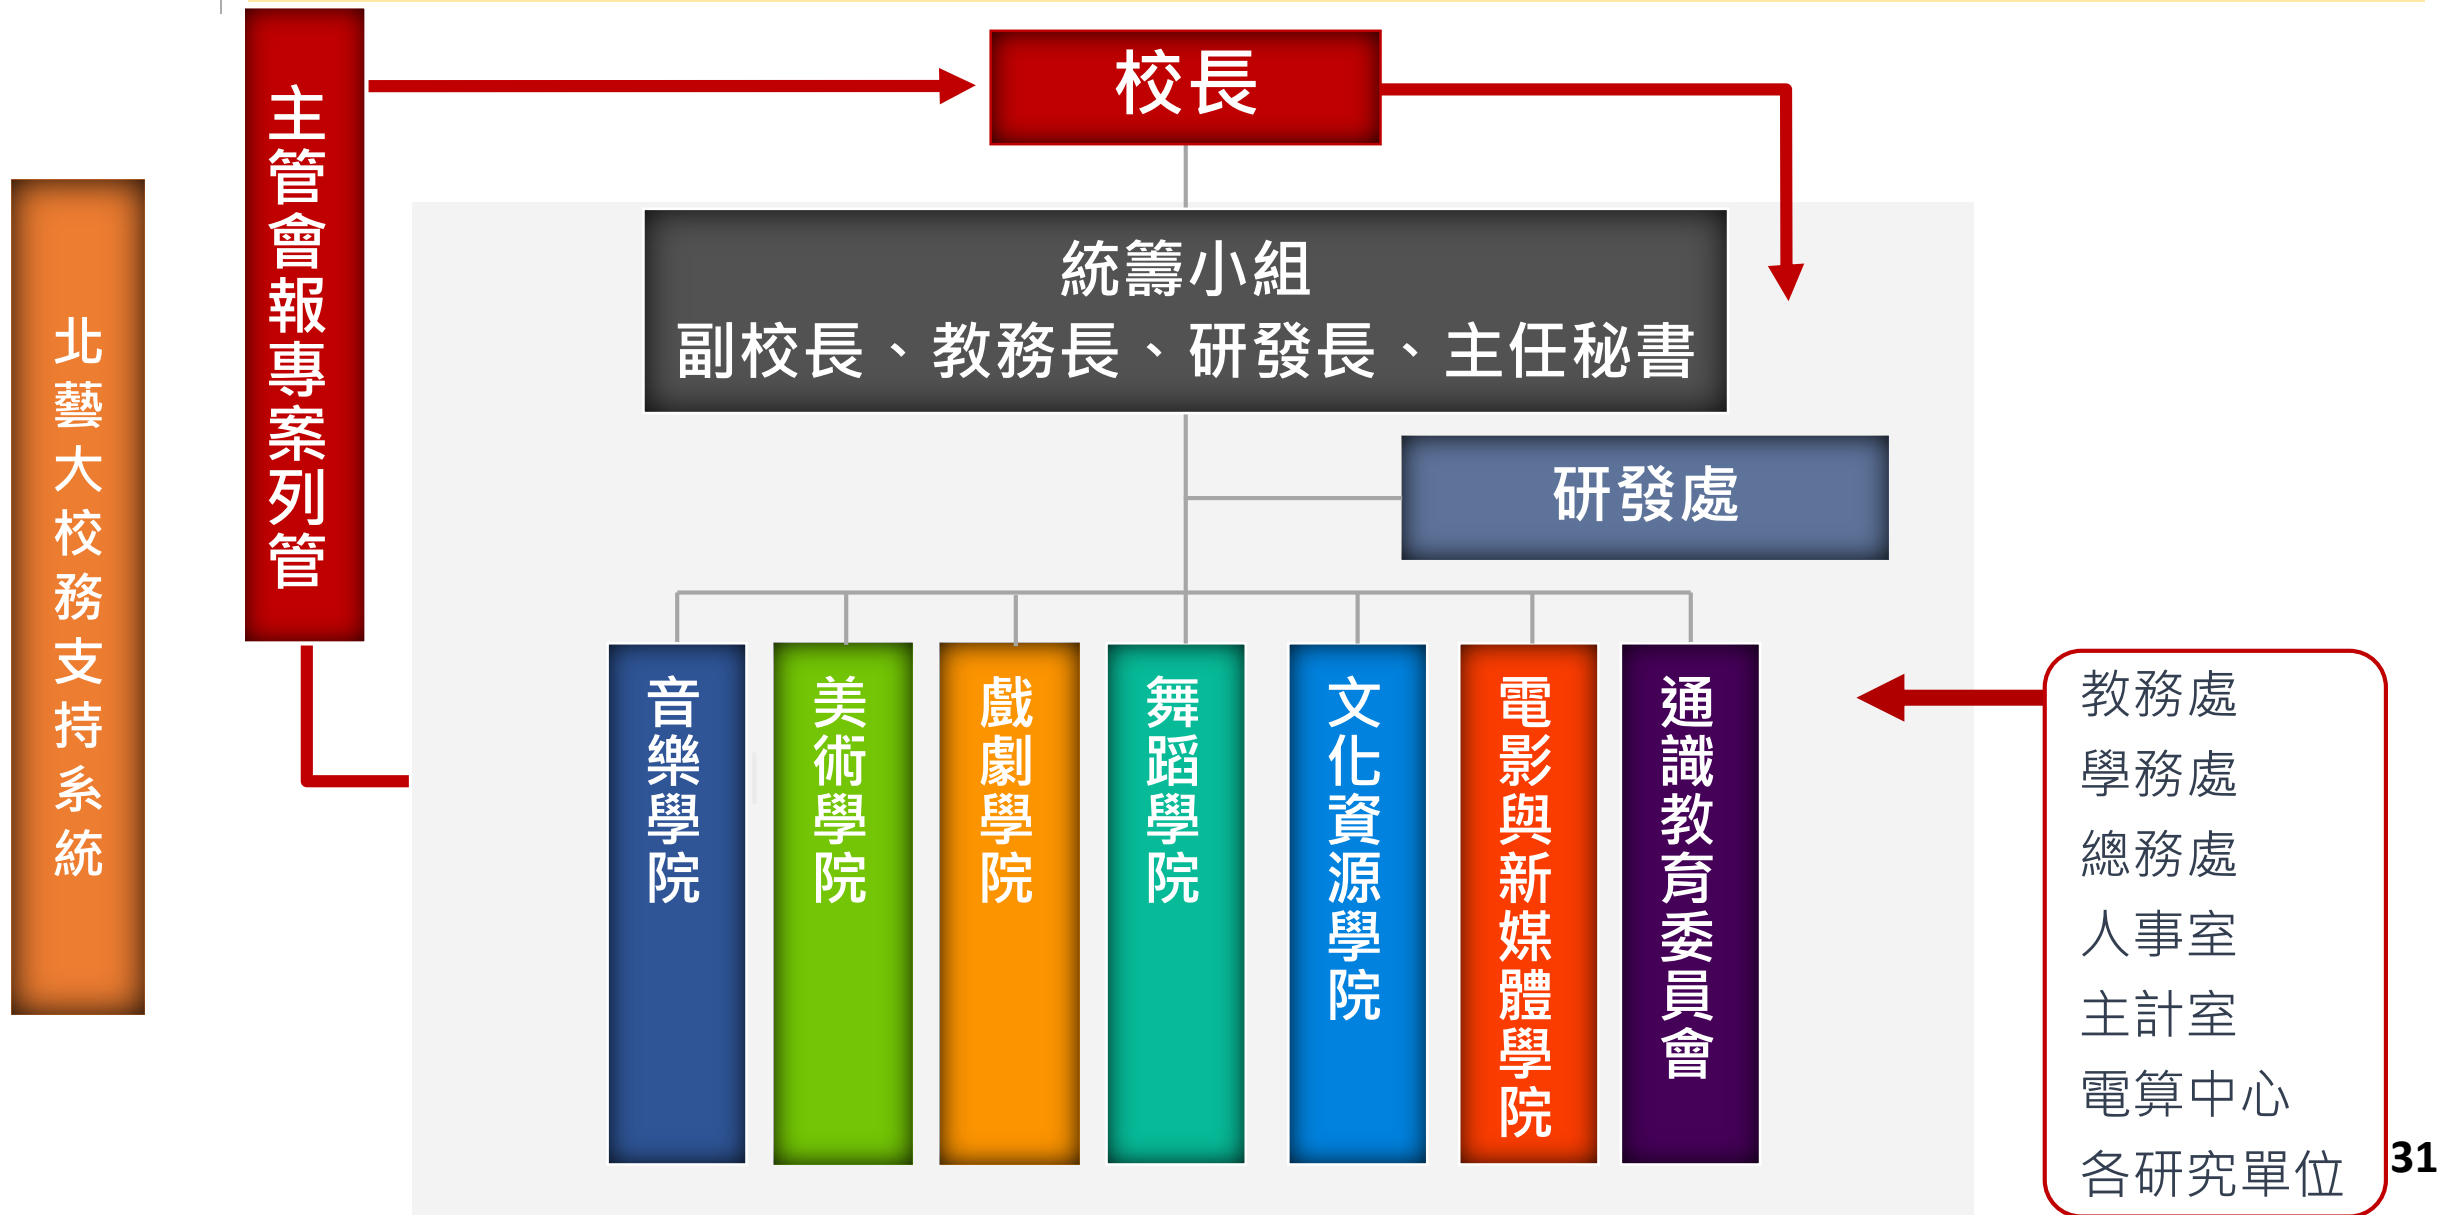 校長
主管會報專案列管
北藝大校務支持系統
統籌小組
副校長、教務長、研發長、主任秘書
研發處
音樂學院
美術學院
戲劇學院
舞蹈學院
文化資源學院
電影與新媒體學院
通識教育委員會
教務處
學務處
總務處
人事室
主計室
電算中心
各研究單位
31